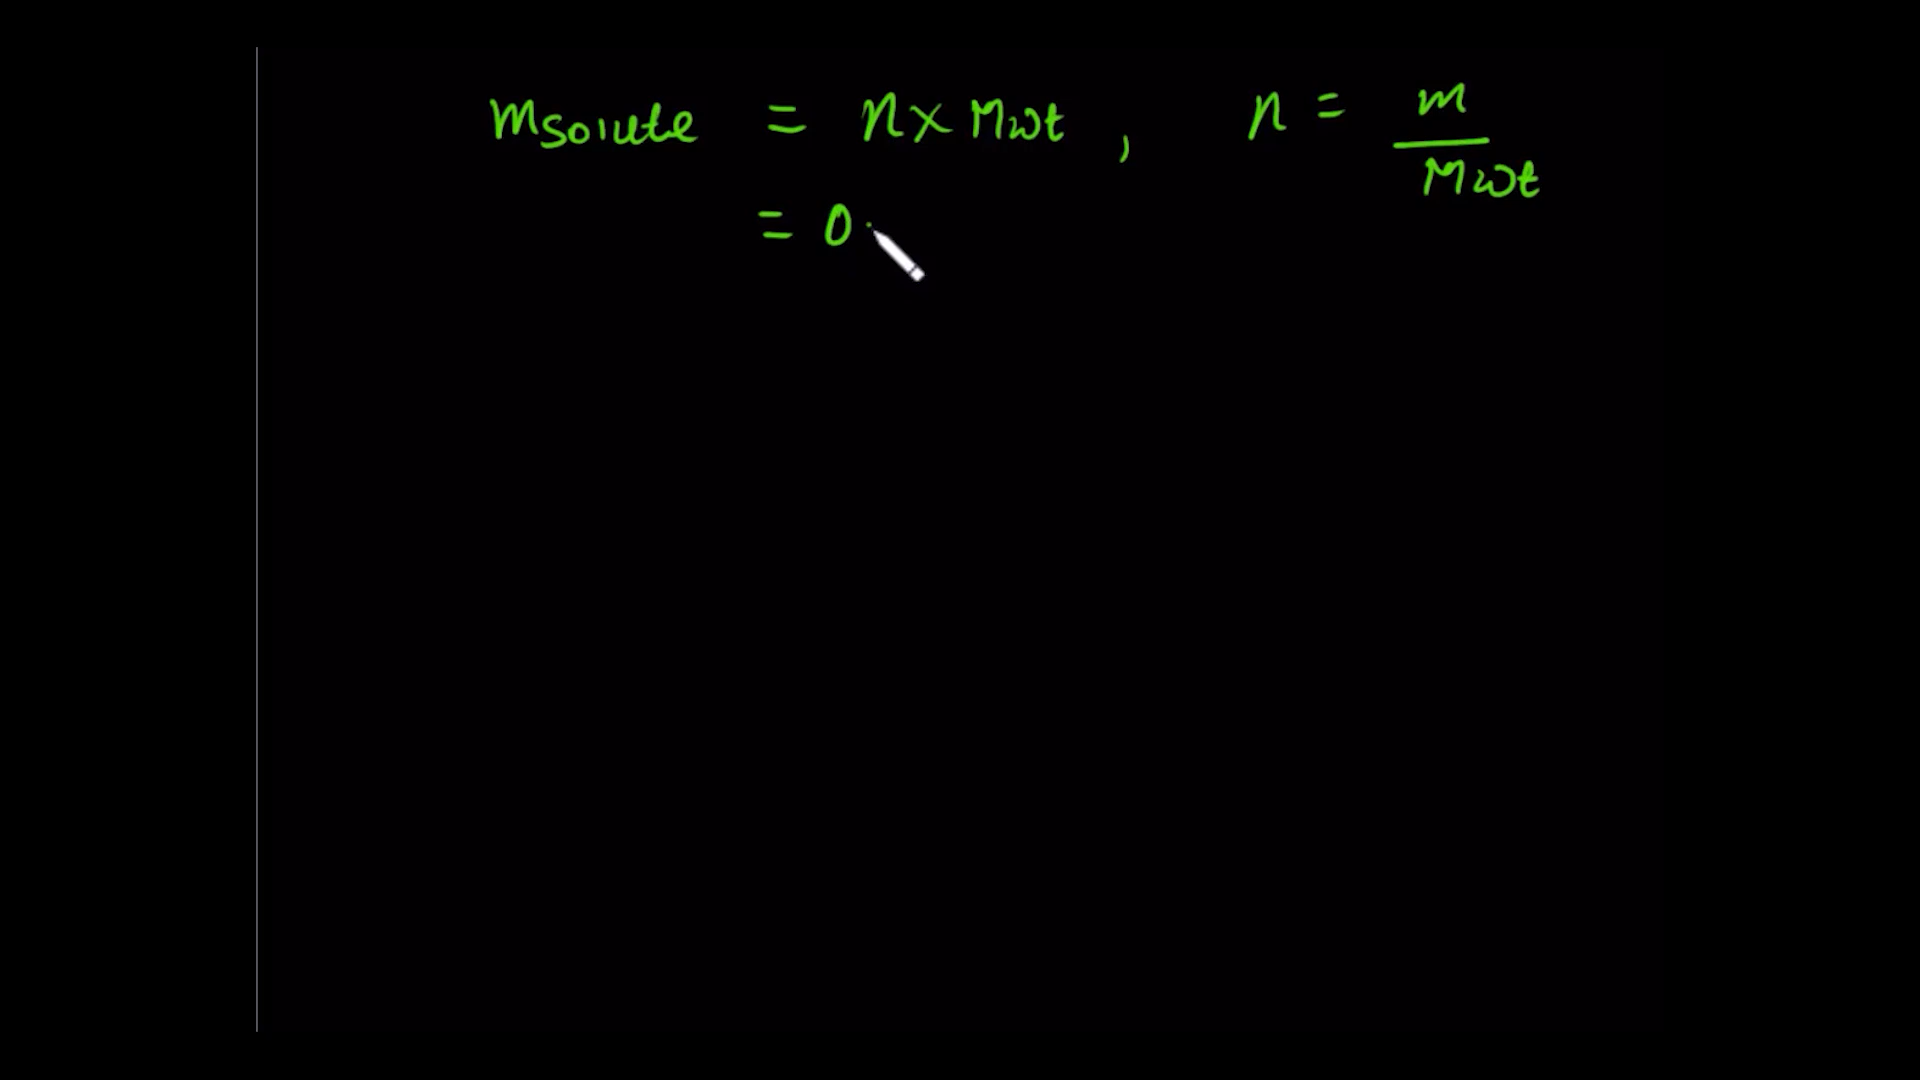 msolute = n x Mwt , n = m / Mwt
= 0.